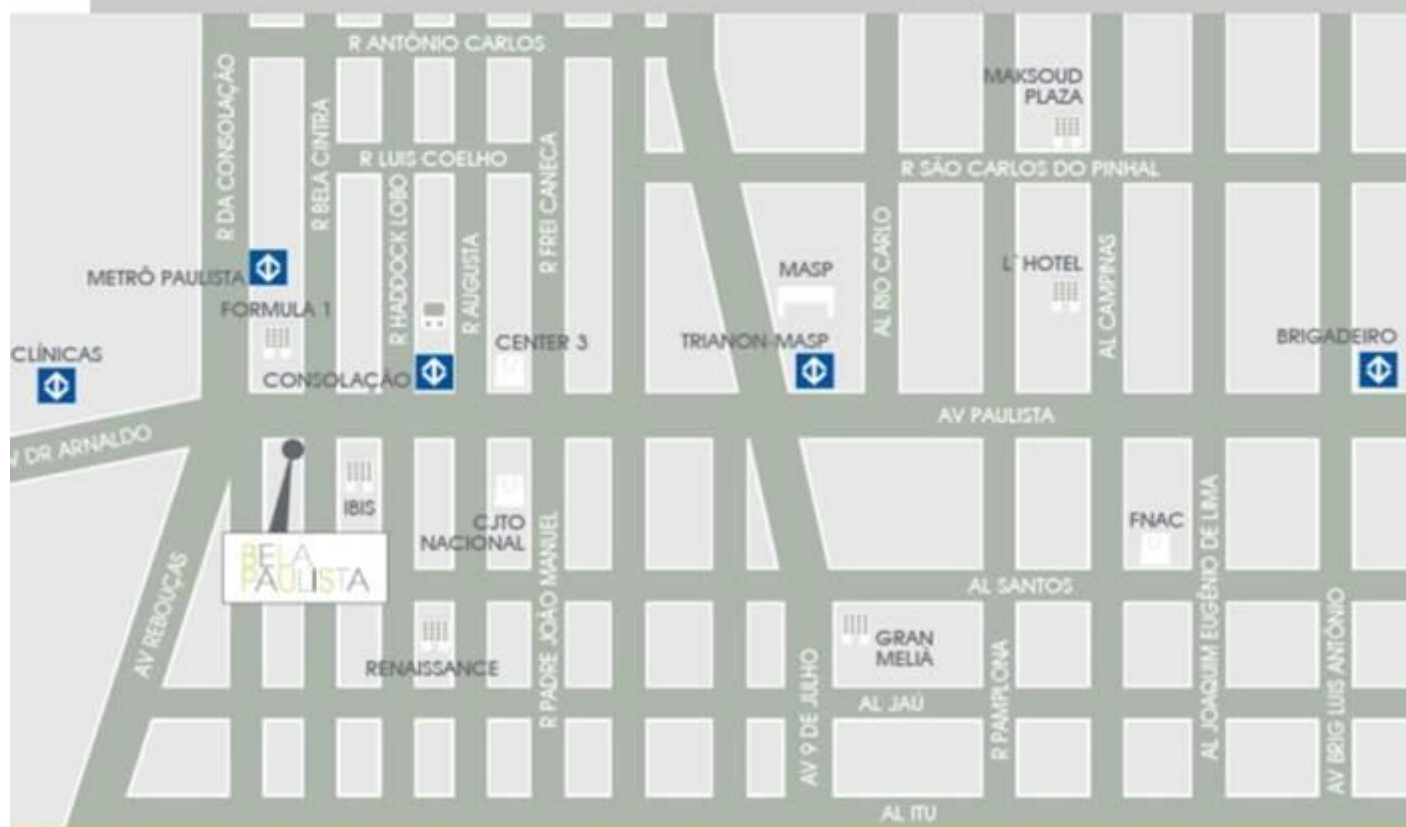 R ANTÔNIO CARLOS
MAKSOUD
PLAZA
R DA CONSOLAÇÃO
R BELA CINTRA
R LUIS COELHO
R FREI CANECA
R SÃO CARLOS DO PINHAL
R HADDOCK LOBO
R AUGUSTA
AL RIO CARLO
AL CAMPINAS
METRÔ PAULISTA
FORMULA 1
MASP
L´HOTEL
CLÍNICAS
CONSOLAÇÃO
CENTER 3
TRIANON-MASP
BRIGADEIRO
AV PAULISTA
V DR ARNALDO
IBIS
CJTO
NACIONAL
FNAC
BELA
PAULISTA
AV REBOUÇAS
R PADRE JOÃO MANUEL
AL JOAQUIM EUGÊNIO DE LIMA
AL SANTOS
RENAISSANCE
GRAN
MELIÁ
AL JAÚ
AV 9 DE JULHO
R PAMPLONA
AV BRIG LUIS ANTÔNIO
AL ITU